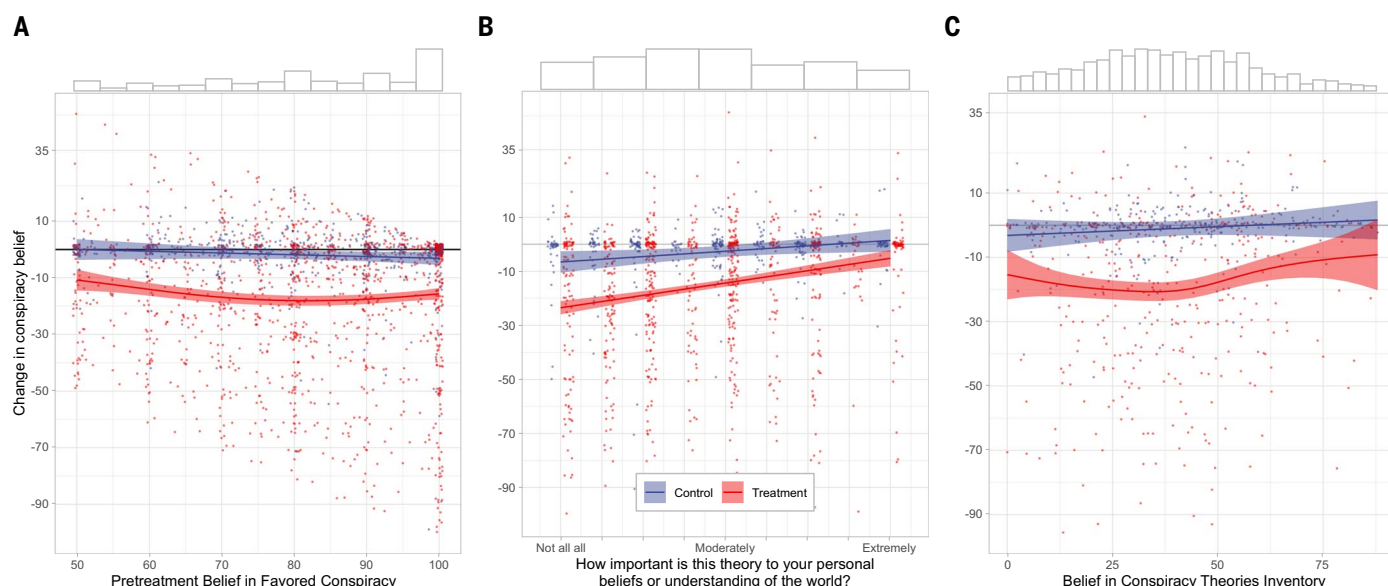 A
B
C
Change in conspiracy belief
35
10
-10
-30
-50
-70
-90
50
60
70
80
90
100
Pretreatment Belief in Favored Conspiracy
35
10
-10
-30
-50
-70
-90
Control
Treatment
Not all all
Moderately
Extremely
How important is this theory to your personal
beliefs or understanding of the world?
35
10
-10
-30
-50
-70
-90
0
25
50
75
Belief in Conspiracy Theories Inventory